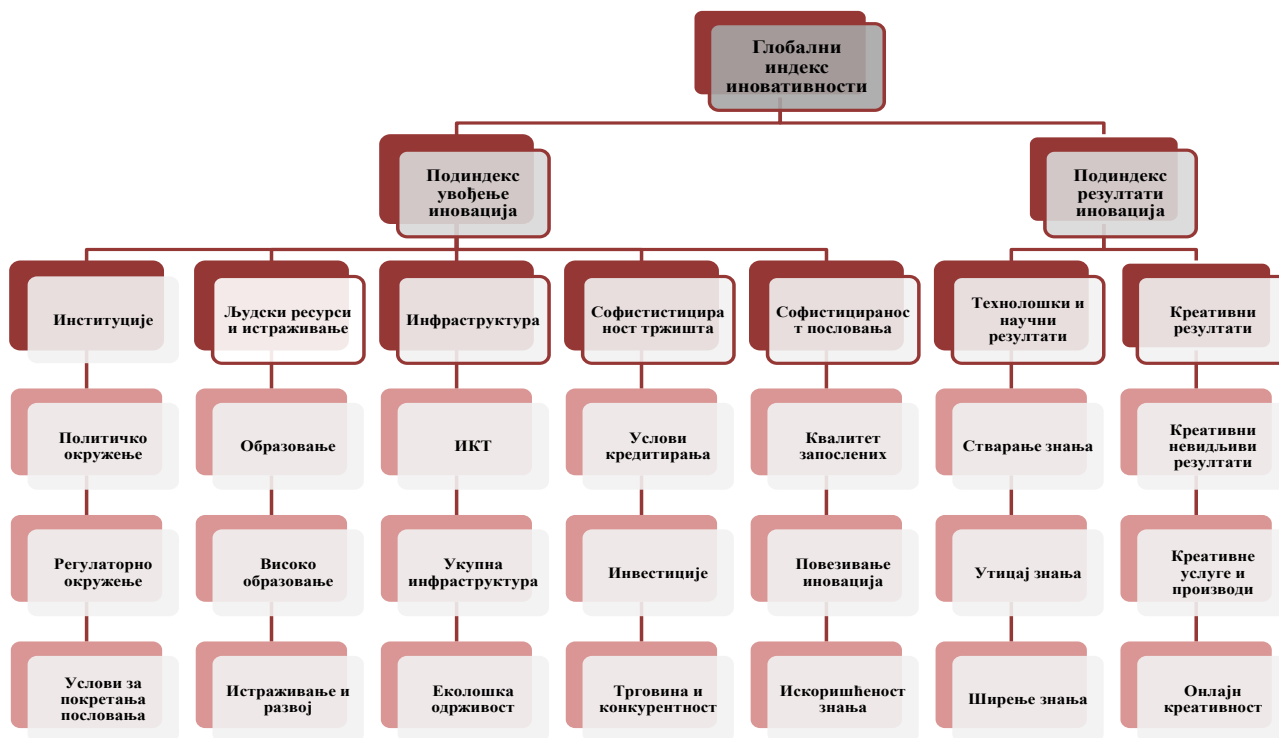 Глобални
индекс
иновативности
Подиндекс
увођење
иновација
Подиндекс
резултати
иновација
Институције
Људски ресурси
и истраживање
Инфраструктура
Софистистицира
ност тржишта
Софистициранос
т пословања
Технолошки и
научни
резултати
Креативни
резултати
Политичко
окружење
Образовање
ИКТ
Услови
кредитирања
Квалитет
запослених
Стварање знања
Креативни
невидљиви
резултати
Регулаторно
окружење
Високо
образовање
Укупна
инфраструктура
Инвестиције
Повезивање
иновација
Утицај знања
Креативне
услуге и
производи
Услови за
покретања
пословања
Истраживање и
развој
Еколошка
одрживост
Трговина и
конкурентност
Искоришћеност
знања
Ширење знања
Онлајн
креативност